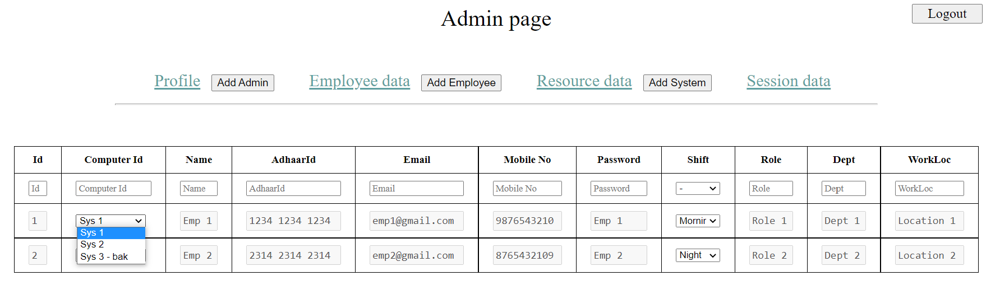 Admin page
Logout
Profile Add Admin Employee data Add Employee Resource data Add System Session data
Id Computer Id Name AdhaarId Email Mobile No Password Shift Role Dept WorkLoc
Id Computer Id Name AdhaarId Email Mobile No Password - Role Dept WorkLoc
1 Sys 1 Emp 1 1234 1234 1234 emp1@gmail.com 9876543210 Emp 1 Mornir Role 1 Dept 1 Location 1
Sys 1
Sys 2
Sys 3 - bak
2 Emp 2 2314 2314 2314 emp2@gmail.com 8765432109 Emp 2 Night Role 2 Dept 2 Location 2